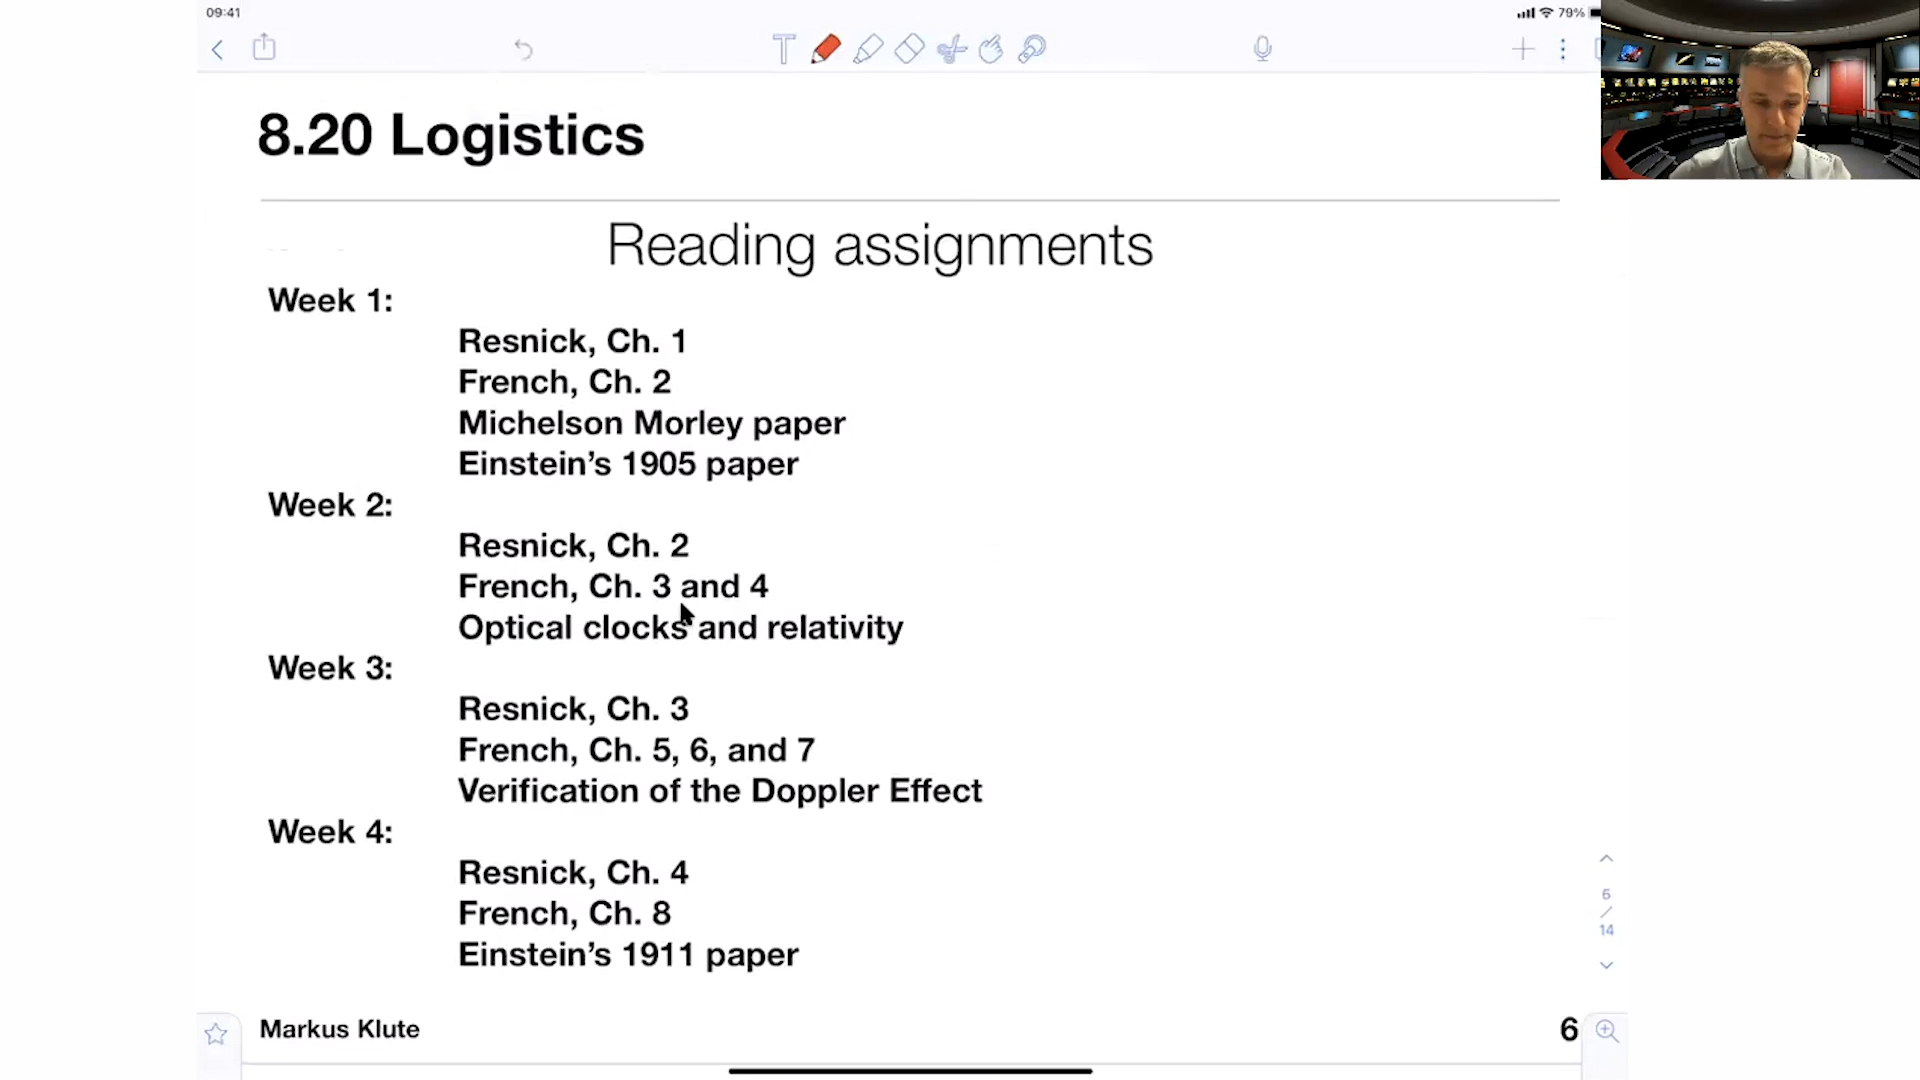 09:41
79%
8.20 Logistics
Reading assignments
Week 1:
Resnick, Ch. 1
French, Ch. 2
Michelson Morley paper
Einstein’s 1905 paper
Week 2:
Resnick, Ch. 2
French, Ch. 3 and 4
Optical clocks and relativity
Week 3:
Resnick, Ch. 3
French, Ch. 5, 6, and 7
Verification of the Doppler Effect
Week 4:
Resnick, Ch. 4
French, Ch. 8
Einstein’s 1911 paper
6
/
14
Markus Klute
6